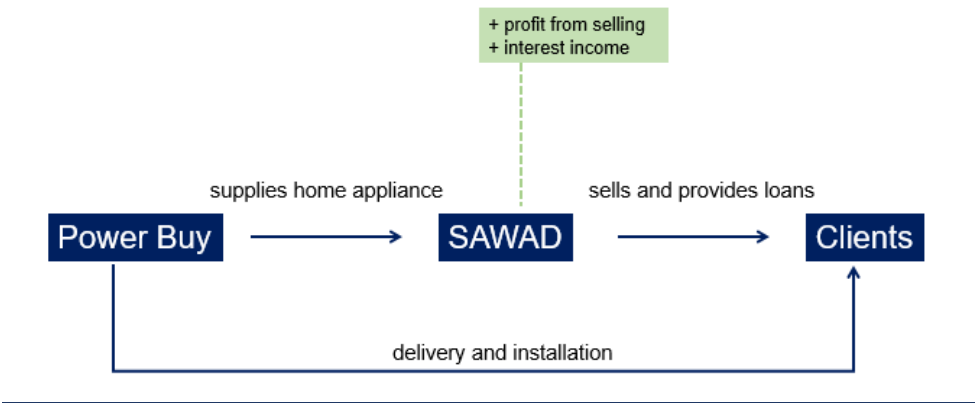 + profit from selling
+ interest income
supplies home appliance
sells and provides loans
Power Buy
SAWAD
Clients
delivery and installation